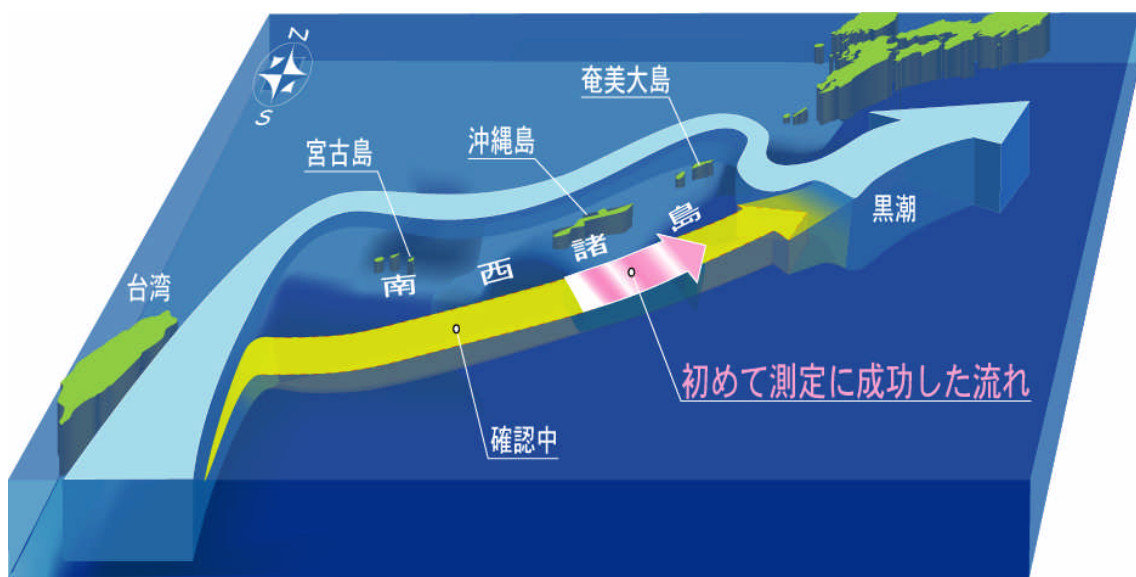 N
S
奄美大島
沖縄島
宮古島
黒潮
南西諸島
台湾
初めて測定に成功した流れ
確認中